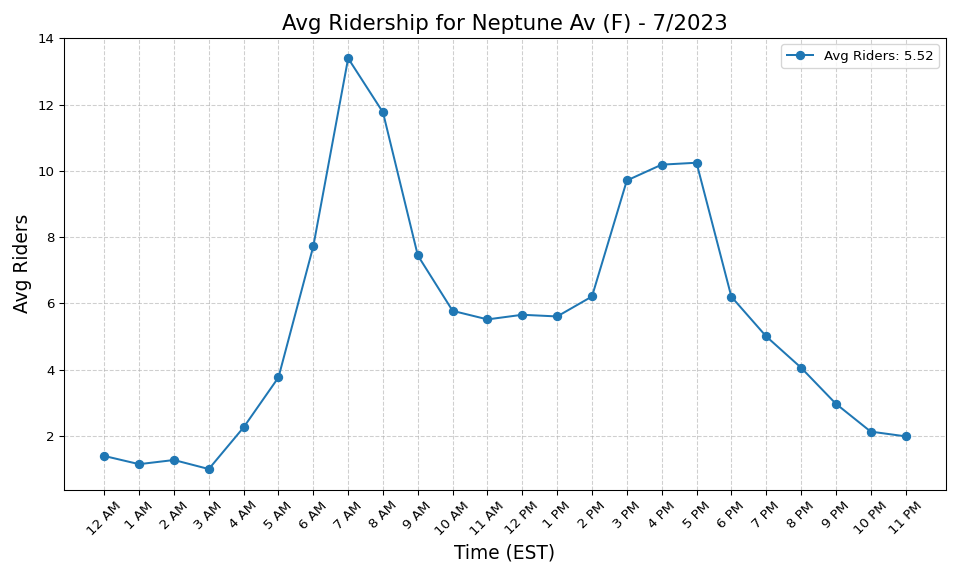 Avg Ridership for Neptune Av (F) - 7/2023
Avg Riders: 5.52
Avg Riders
14
12
10
8
6
4
2
12 AM
1 AM
2 AM
3 AM
4 AM
5 AM
6 AM
7 AM
8 AM
9 AM
10 AM
11 AM
12 PM
1 PM
2 PM
3 PM
4 PM
5 PM
6 PM
7 PM
8 PM
9 PM
10 PM
11 PM
Time (EST)